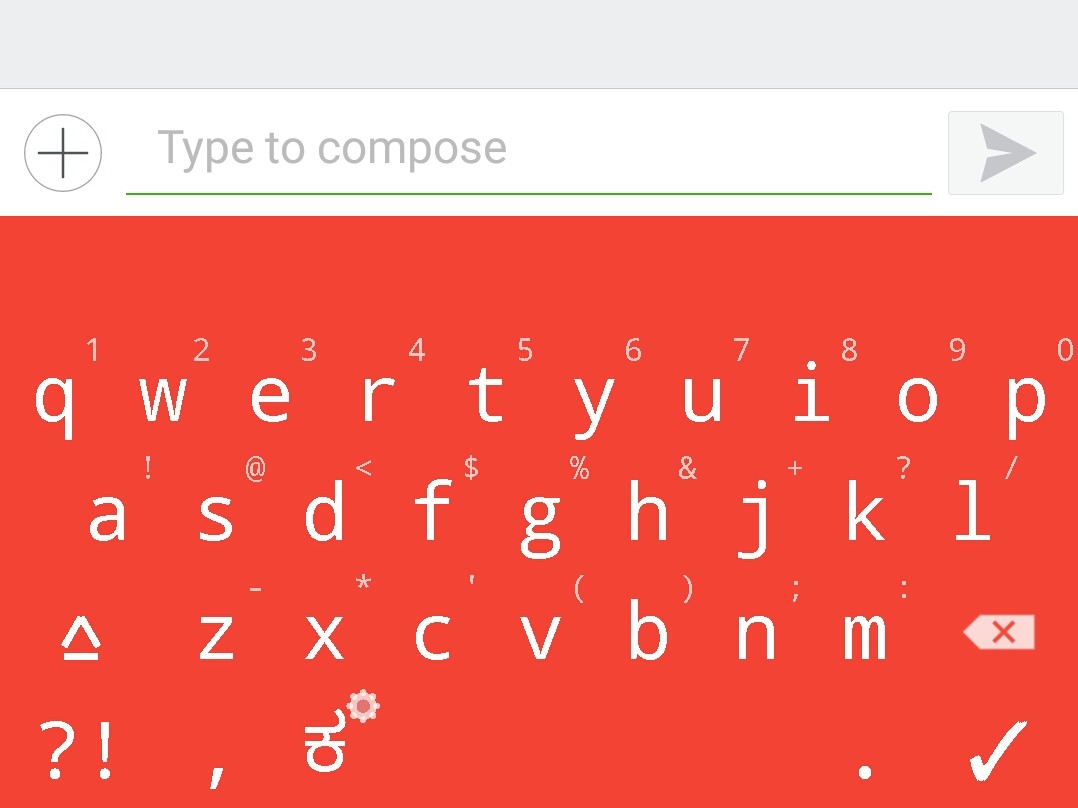 Type to compose
1 2 3 4 5 6 7 8 9 0
q w e r t y u i o p
! @ < $ % & + ? /
a s d f g h j k l
- * ' ( ) ; :
z x c v b n m
?! , ಕ .